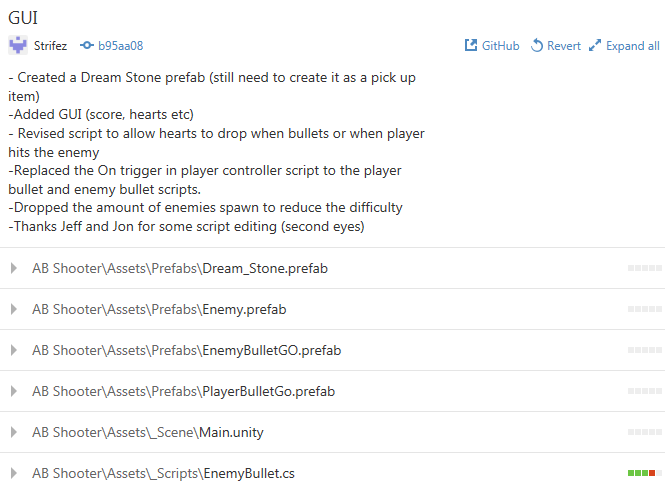 GUI
Strifez b95aa08 GitHub Revert Expand all
- Created a Dream Stone prefab (still need to create it as a pick up
item)
-Added GUI (score, hearts etc)
- Revised script to allow hearts to drop when bullets or when player
hits the enemy
-Replaced the On trigger in player controller script to the player
bullet and enemy bullet scripts.
-Dropped the amount of enemies spawn to reduce the difficulty
-Thanks Jeff and Jon for some script editing (second eyes)
AB Shooter\Assets\Prefabs\Dream_Stone.prefab
AB Shooter\Assets\Prefabs\Enemy.prefab
AB Shooter\Assets\Prefabs\EnemyBulletGO.prefab
AB Shooter\Assets\Prefabs\PlayerBulletGo.prefab
AB Shooter\Assets\_Scene\Main.unity
AB Shooter\Assets\_Scripts\EnemyBullet.cs